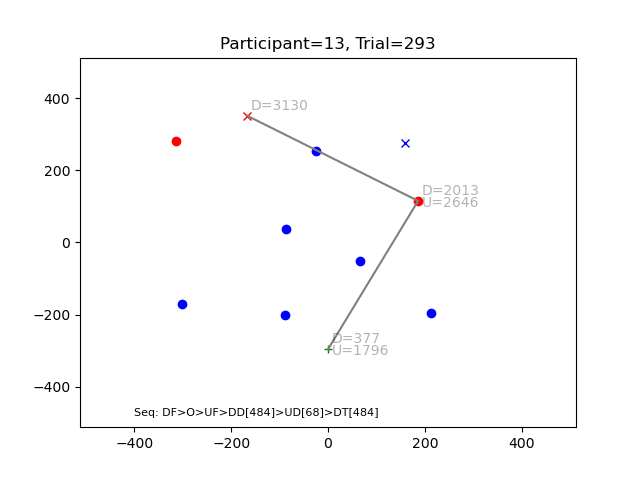 Participant=13, Trial=293
D=3130
D=2013
U=2646
D=377
U=1796
Seq: DF>O>UF>DD[484]>UD[68]>DT[484]
400
200
0
−200
−400
−400
−200
0
200
400